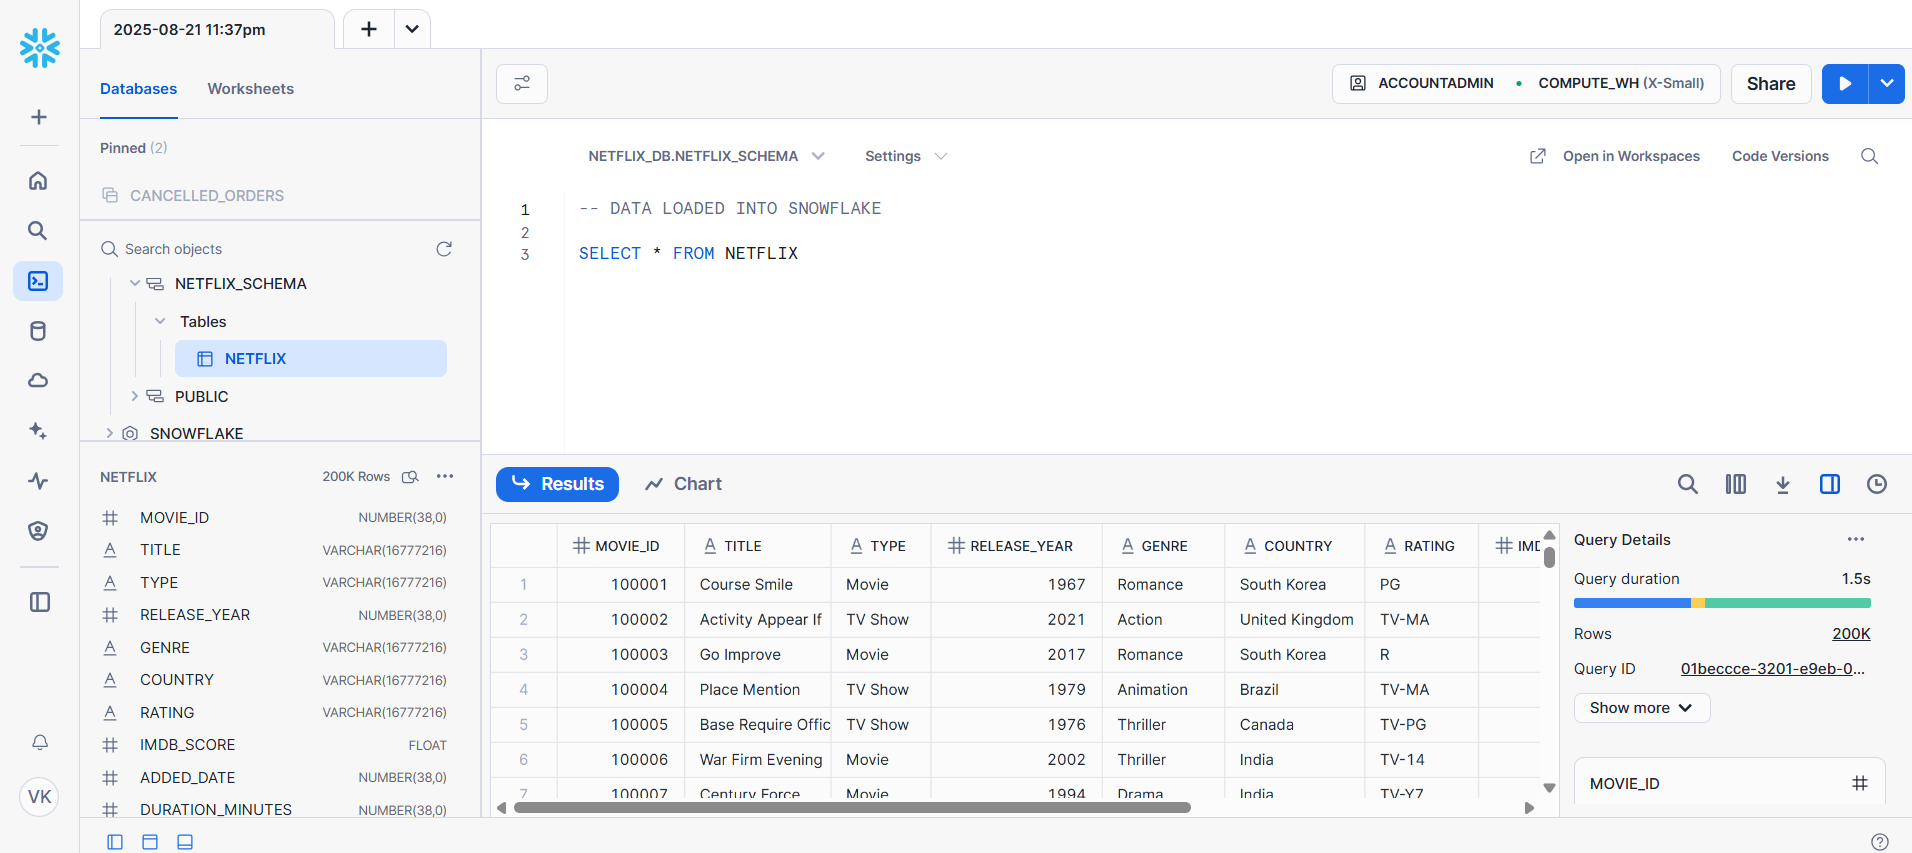 2025-08-21 11:37pm
Databases Worksheets
Pinned (2)
CANCELLED_ORDERS
Search objects
NETFLIX_SCHEMA
Tables
NETFLIX
PUBLIC
SNOWFLAKE
NETFLIX 200K Rows
MOVIE_ID NUMBER(38,0)
TITLE VARCHAR(16777216)
TYPE VARCHAR(16777216)
RELEASE_YEAR NUMBER(38,0)
GENRE VARCHAR(16777216)
COUNTRY VARCHAR(16777216)
RATING VARCHAR(16777216)
IMDB_SCORE FLOAT
ADDED_DATE NUMBER(38,0)
DURATION_MINUTES NUMBER(38,0)
VK
ACCOUNTADMIN COMPUTE_WH (X-Small) Share
NETFLIX_DB.NETFLIX_SCHEMA Settings Open in Workspaces Code Versions
1 -- DATA LOADED INTO SNOWFLAKE
2
3 SELECT * FROM NETFLIX
Results Chart
MOVIE_ID TITLE TYPE RELEASE_YEAR GENRE COUNTRY RATING IMD
1 100001 Course Smile Movie 1967 Romance South Korea PG
2 100002 Activity Appear If TV Show 2021 Action United Kingdom TV-MA
3 100003 Go Improve Movie 2017 Romance South Korea R
4 100004 Place Mention TV Show 1979 Animation Brazil TV-MA
5 100005 Base Require Offic TV Show 1976 Thriller Canada TV-PG
6 100006 War Firm Evening Movie 2002 Thriller India TV-14
7 100007 Century Force Movie 1994 Drama India TV-Y7
Query Details ...
Query duration 1.5s
Rows 200K
Query ID 01beccce-3201-e9eb-0...
Show more
MOVIE_ID